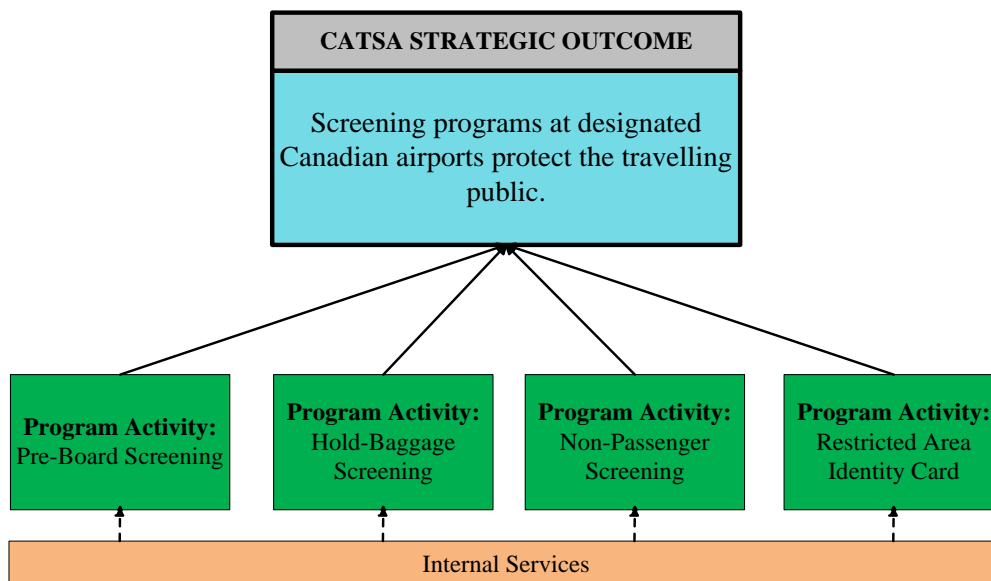 CATSA STRATEGIC OUTCOME
Screening programs at designated
Canadian airports protect the travelling
public.
Program Activity:
Pre-Board Screening
Program Activity:
Hold-Baggage
Screening
Program Activity:
Non-Passenger
Screening
Program Activity:
Restricted Area
Identity Card
Internal Services